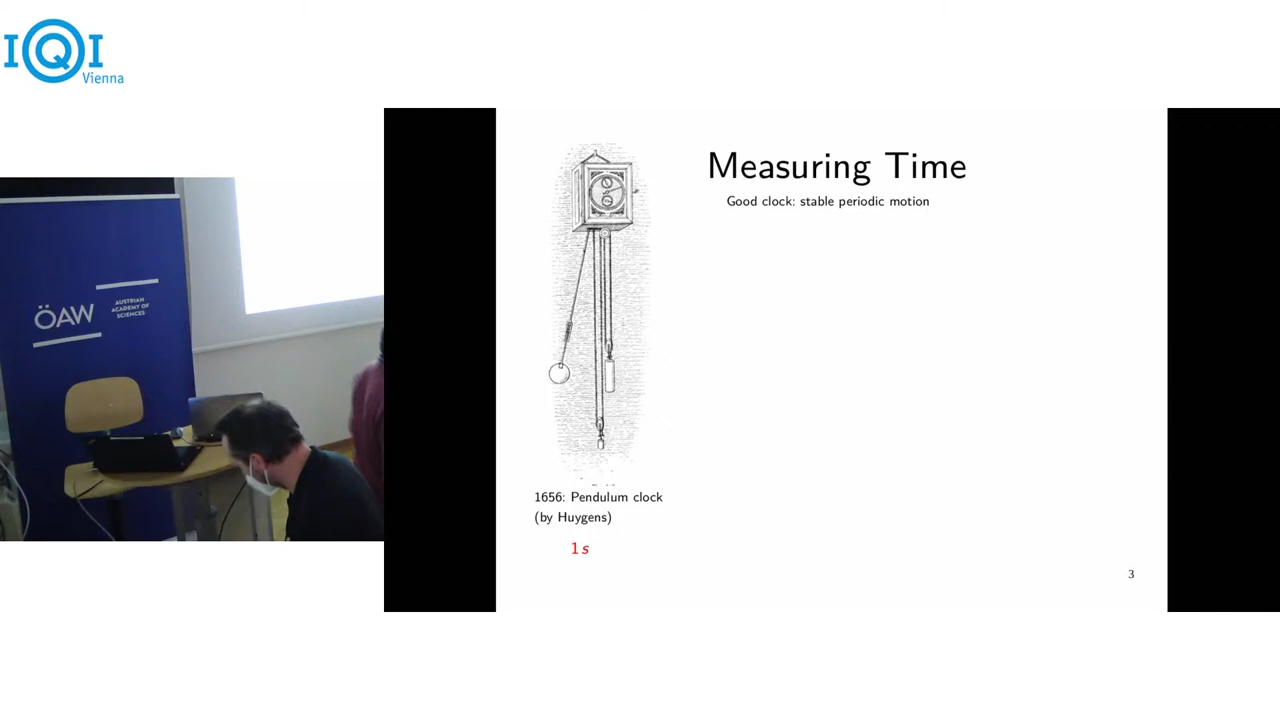 IQI
Vienna
ÖAW
AUSTRIAN
ACADEMY OF
SCIENCES
Measuring Time
Good clock: stable periodic motion
1656: Pendulum clock
(by Huygens)
1 s
3